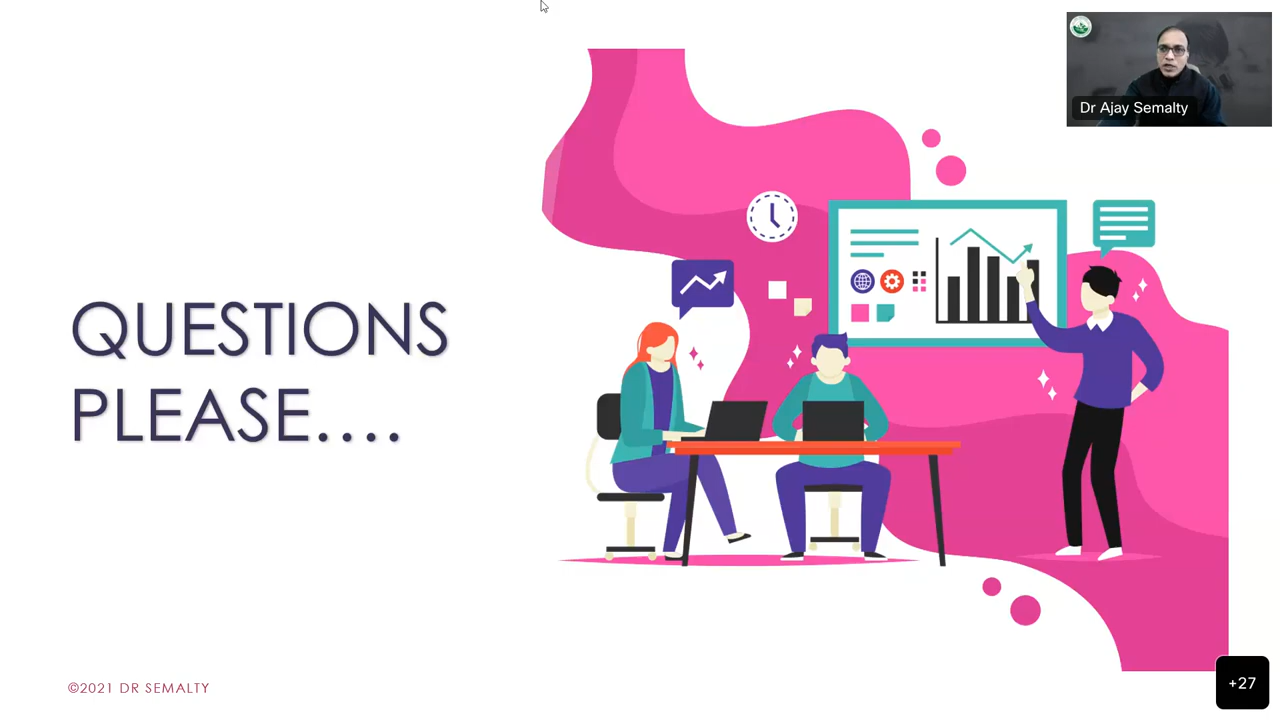 Dr Ajay Semalty
QUESTIONS
PLEASE....
©2021 DR SEMALTY
+27